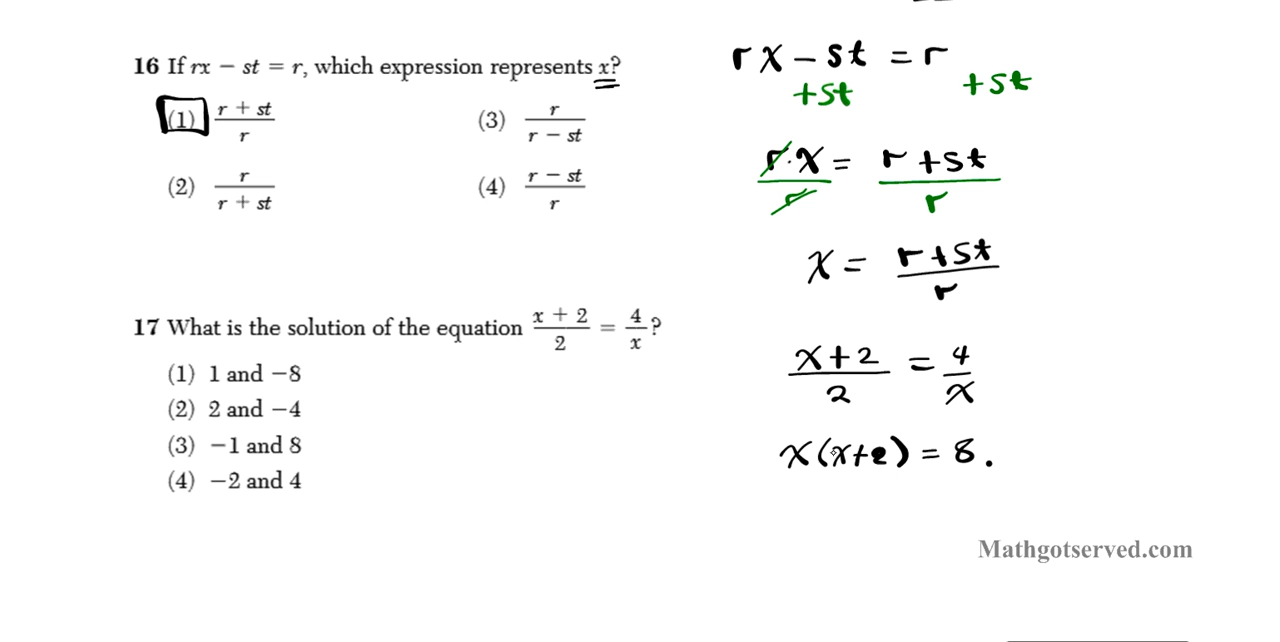 16 If rx − st = r, which expression represents x?
(1) (r + st)/r
(3) r/(r − st)
(2) r/(r + st)
(4) (r − st)/r
17 What is the solution of the equation (x + 2)/2 = 4/x?
(1) 1 and −8
(2) 2 and −4
(3) −1 and 8
(4) −2 and 4
rx − st = r
+st +st
r·x/r = (r + st)/r
x = (r + st)/r
(x + 2)/2 = 4/x
x(x+2) = 8.
Mathgotserved.com